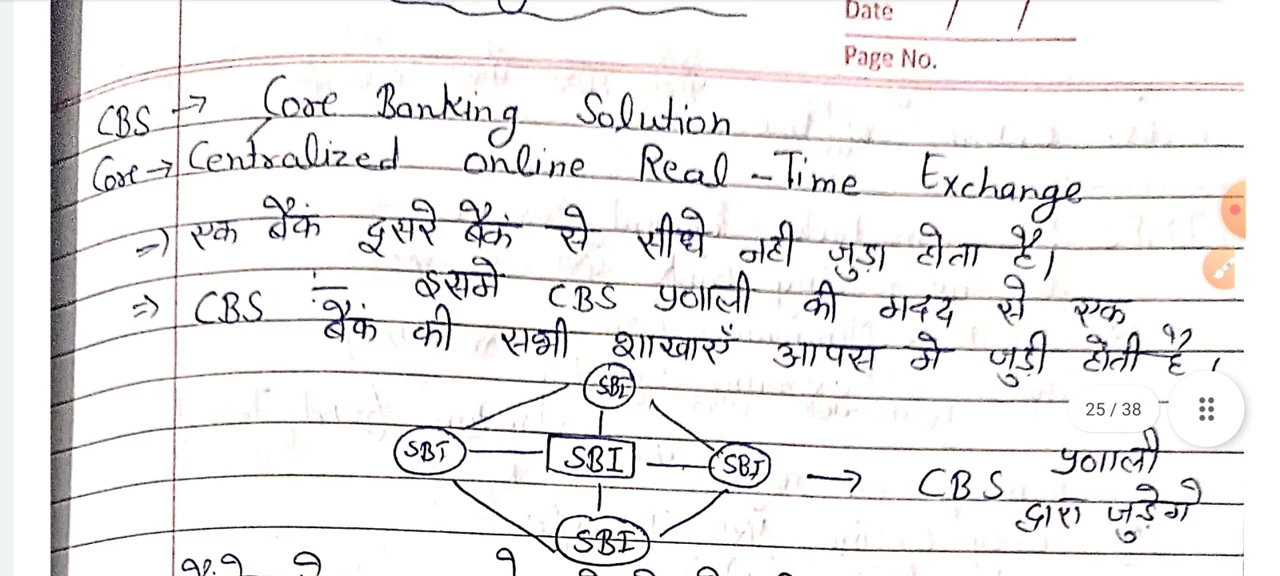 Date / /
Page No.
CBS → Core Banking Solution
Core → Centralized online Real-Time Exchange
⇒ एक बैंक दुसरे बैंक से सीधे नही जुड़ा होता है।
⇒ CBS :- इसमे CBS प्रणाली की मदद से एक
बैंक की सभी शाखाएँ आपस मे जुड़ी होती है।
SBI
25 / 38
SBI SBI SBI → CBS प्रणाली
द्वारा जुड़ेगे
SBI